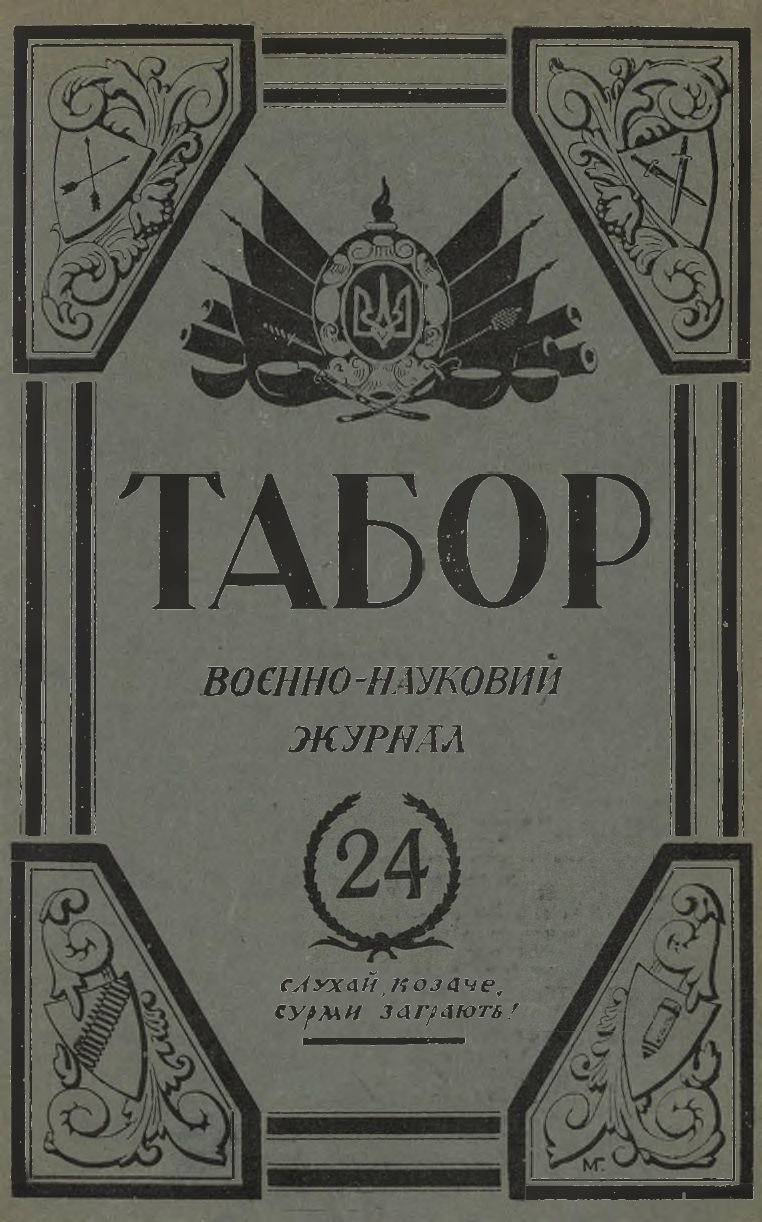 ТАБОР
ВОЄННО-НАУКОВИЙ
ЖУРНАЛ
24
слухай, козаче,
сурми заграють!
МГ.